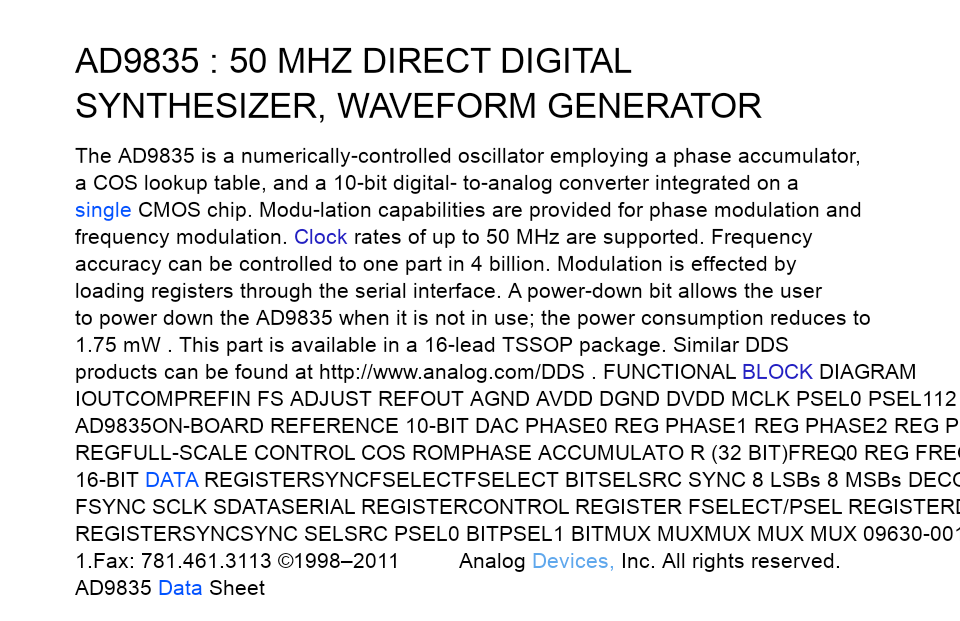 AD9835 : 50 MHZ DIRECT DIGITAL
SYNTHESIZER, WAVEFORM GENERATOR
The AD9835 is a numerically-controlled oscillator employing a phase accumulator,
a COS lookup table, and a 10-bit digital- to-analog converter integrated on a
single CMOS chip. Modu-lation capabilities are provided for phase modulation and
frequency modulation. Clock rates of up to 50 MHz are supported. Frequency
accuracy can be controlled to one part in 4 billion. Modulation is effected by
loading registers through the serial interface. A power-down bit allows the user
to power down the AD9835 when it is not in use; the power consumption reduces to
1.75 mW . This part is available in a 16-lead TSSOP package. Similar DDS
products can be found at http://www.analog.com/DDS . FUNCTIONAL BLOCK DIAGRAM
IOUTCOMPREFIN FS ADJUST REFOUT AGND AVDD DGND DVDD MCLK PSEL0 PSEL112
AD9835ON-BOARD REFERENCE 10-BIT DAC PHASE0 REG PHASE1 REG PHASE2 REG P
REGFULL-SCALE CONTROL COS ROMPHASE ACCUMULATO R (32 BIT)FREQ0 REG FREQ
16-BIT DATA REGISTERSYNCFSELECTFSELECT BITSELSRC SYNC 8 LSBs 8 MSBs DECO
FSYNC SCLK SDATASERIAL REGISTERCONTROL REGISTER FSELECT/PSEL REGISTERD
REGISTERSYNCSYNC SELSRC PSEL0 BITPSEL1 BITMUX MUXMUX MUX MUX 09630-001
1.Fax: 781.461.3113 ©1998–2011 Analog Devices, Inc. All rights reserved.
AD9835 Data Sheet